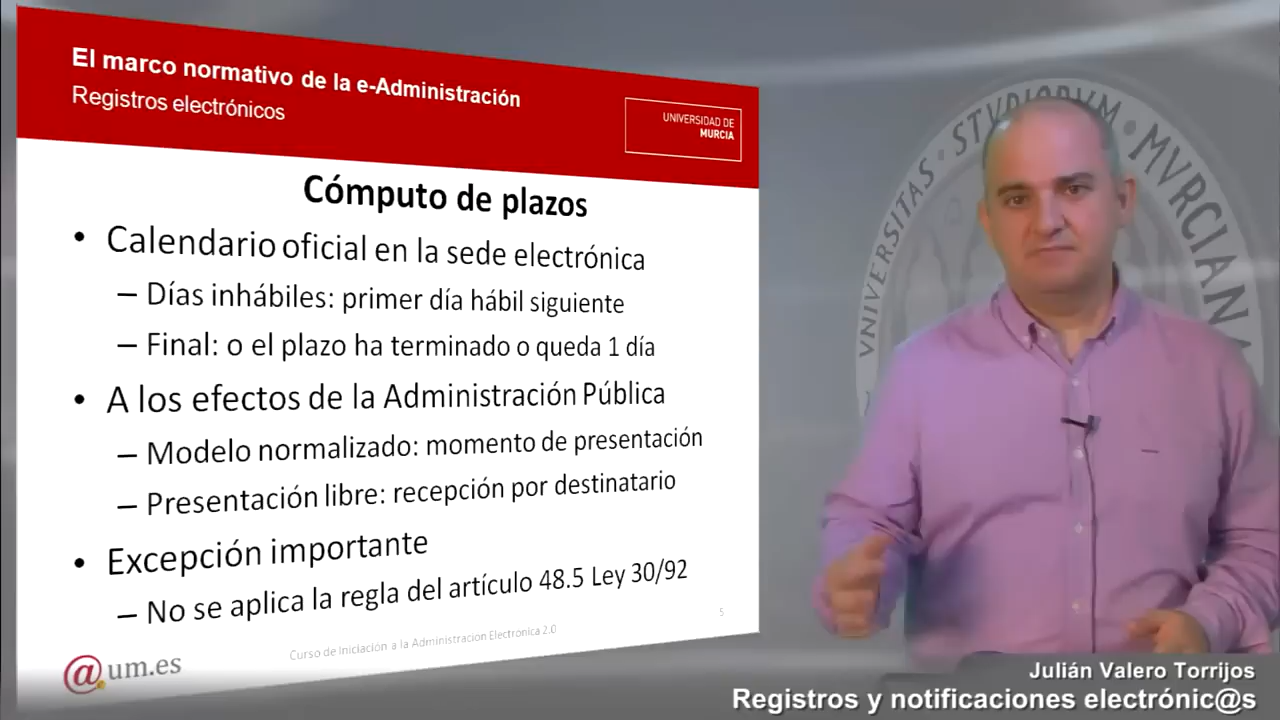 El marco normativo de la e-Administración
Registros electrónicos
UNIVERSIDAD DE
MURCIA
Cómputo de plazos
• Calendario oficial en la sede electrónica
– Días inhábiles: primer día hábil siguiente
– Final: o el plazo ha terminado o queda 1 día
• A los efectos de la Administración Pública
– Modelo normalizado: momento de presentación
– Presentación libre: recepción por destinatario
• Excepción importante
– No se aplica la regla del artículo 48.5 Ley 30/92
5
Curso de Iniciación a la Administración Electrónica 2.0
@um.es
VNIVERSITAS • STVDIORVM • MVRCIANA
Julián Valero Torrijos
Registros y notificaciones electrónic@s